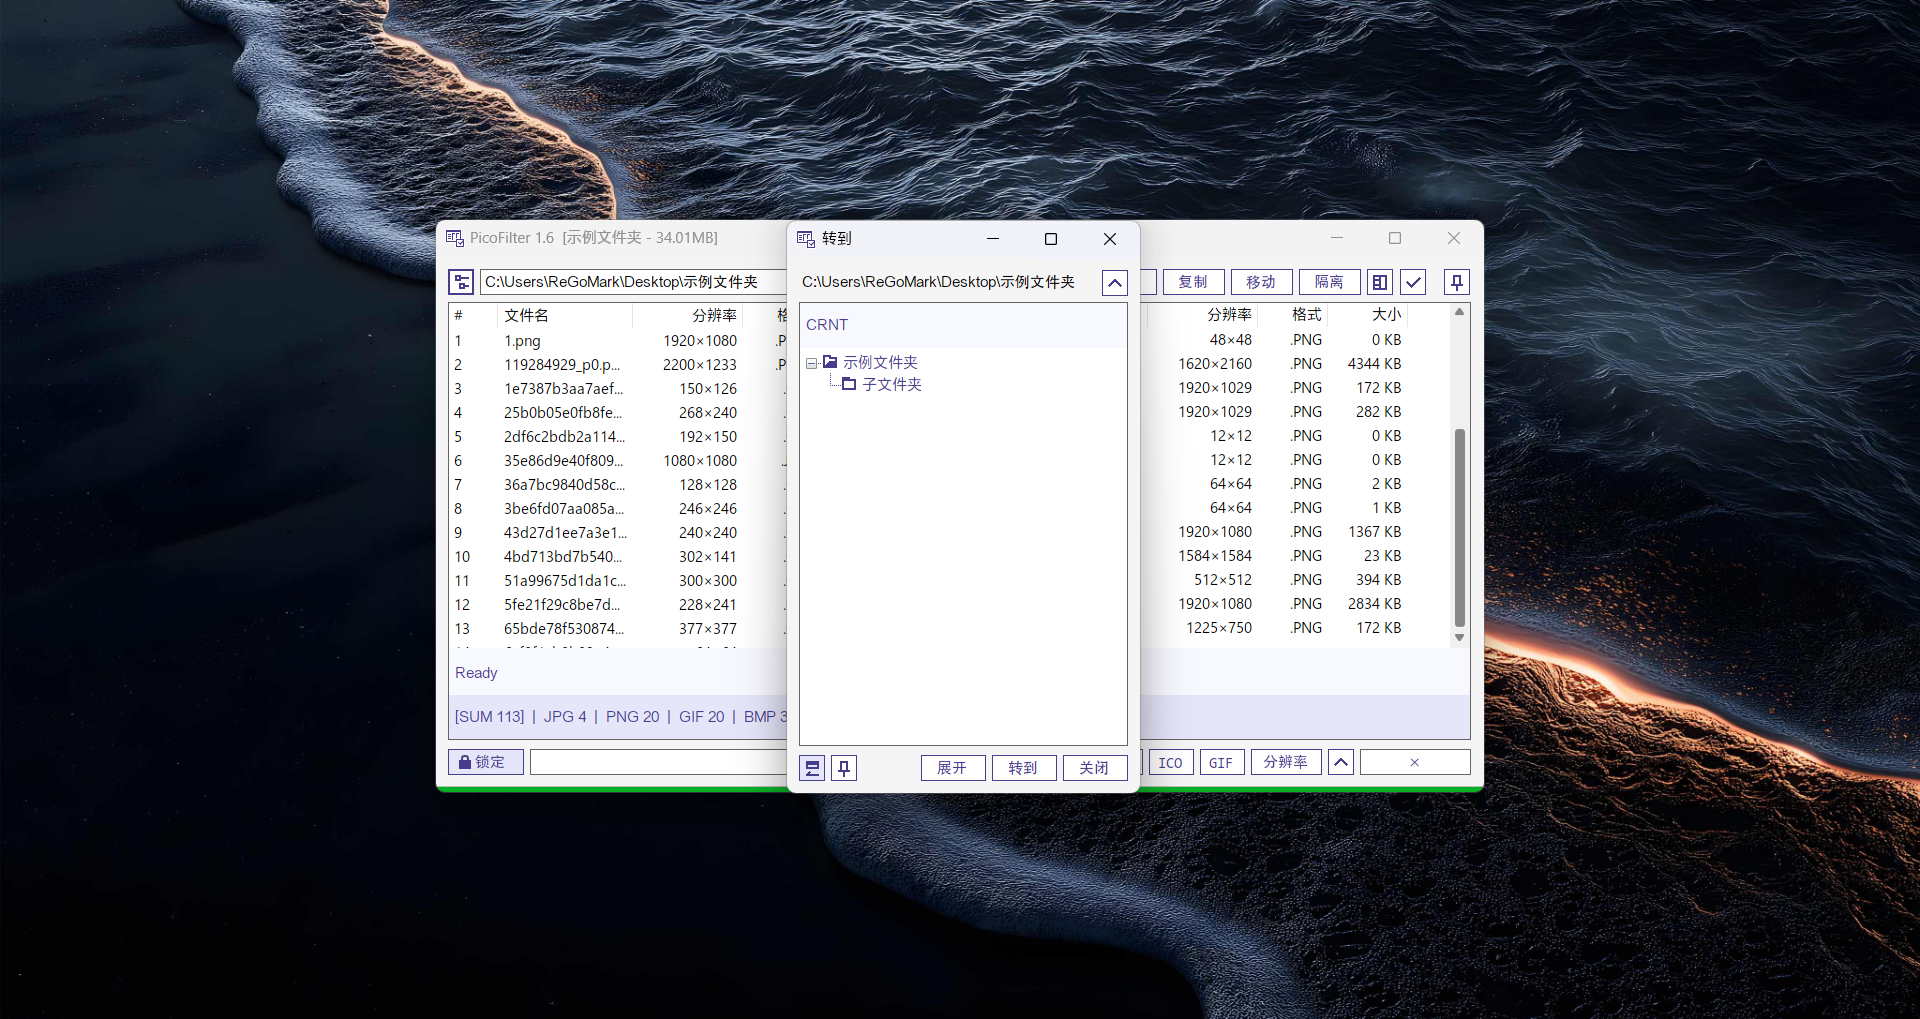 PicoFilter 1.6 [示例文件夹 - 34.01MB]
转到
C:\Users\ReGoMark\Desktop\示例文件夹
C:\Users\ReGoMark\Desktop\示例文件夹
复制 移动 隔离
# 文件名 分辨率
CRNT
分辨率 格式 大小
1 1.png 1920×1080 .P
48×48 .PNG 0 KB
2 119284929_p0.p... 2200×1233 .P
示例文件夹
1620×2160 .PNG 4344 KB
3 1e7387b3aa7aef... 150×126
子文件夹
1920×1029 .PNG 172 KB
4 25b0b05e0fb8fe... 268×240
1920×1029 .PNG 282 KB
5 2df6c2bdb2a114... 192×150
12×12 .PNG 0 KB
6 35e86d9e40f809... 1080×1080
12×12 .PNG 0 KB
7 36a7bc9840d58c... 128×128
64×64 .PNG 2 KB
8 3be6fd07aa085a... 246×246
64×64 .PNG 1 KB
9 43d27d1ee7a3e1... 240×240
1920×1080 .PNG 1367 KB
10 4bd713bd7b540... 302×141
1584×1584 .PNG 23 KB
11 51a99675d1da1c... 300×300
512×512 .PNG 394 KB
12 5fe21f29c8be7d... 228×241
1920×1080 .PNG 2834 KB
13 65bde78f530874... 377×377
1225×750 .PNG 172 KB
Ready
[SUM 113] | JPG 4 | PNG 20 | GIF 20 | BMP 3
锁定
展开 转到 关闭
ICO GIF 分辨率 ×